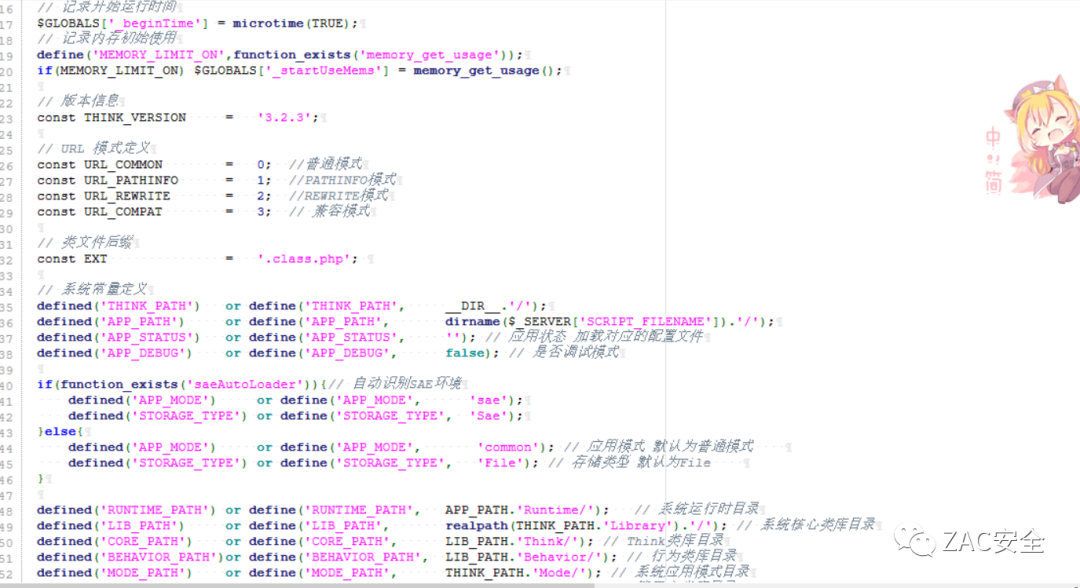 16 // 记录开始运行时间
17 $GLOBALS['_beginTime'] = microtime(TRUE);
18 // 记录内存初始使用
19 define('MEMORY_LIMIT_ON',function_exists('memory_get_usage'));
20 if(MEMORY_LIMIT_ON) $GLOBALS['_startUseMems'] = memory_get_usage();
21
22 // 版本信息
23 const THINK_VERSION = '3.2.3';
24
25 // URL 模式定义
26 const URL_COMMON = 0; //普通模式
27 const URL_PATHINFO = 1; //PATHINFO模式
28 const URL_REWRITE = 2; //REWRITE模式
29 const URL_COMPAT = 3; // 兼容模式
30
31 // 类文件后缀
32 const EXT = '.class.php';
33
34 // 系统常量定义
35 defined('THINK_PATH') or define('THINK_PATH', __DIR__.'/');
36 defined('APP_PATH') or define('APP_PATH', dirname($_SERVER['SCRIPT_FILENAME']).'/');
37 defined('APP_STATUS') or define('APP_STATUS', ''); // 应用状态 加载对应的配置文件
38 defined('APP_DEBUG') or define('APP_DEBUG', false); // 是否调试模式
39
40 if(function_exists('saeAutoLoader')){// 自动识别SAE环境
41 defined('APP_MODE') or define('APP_MODE', 'sae');
42 defined('STORAGE_TYPE') or define('STORAGE_TYPE', 'Sae');
43 }else{
44 defined('APP_MODE') or define('APP_MODE', 'common'); // 应用模式 默认为普通模式
45 defined('STORAGE_TYPE') or define('STORAGE_TYPE', 'File'); // 存储类型 默认为File
46 }
47
48 defined('RUNTIME_PATH') or define('RUNTIME_PATH', APP_PATH.'Runtime/'); // 系统运行时目录
49 defined('LIB_PATH') or define('LIB_PATH', realpath(THINK_PATH.'Library').'/'); // 系统核心类库目录
50 defined('CORE_PATH') or define('CORE_PATH', LIB_PATH.'Think/'); // Think类库目录
51 defined('BEHAVIOR_PATH')or define('BEHAVIOR_PATH', LIB_PATH.'Behavior/'); // 行为类库目录
52 defined('MODE_PATH') or define('MODE_PATH', THINK_PATH.'Mode/'); // 系统应用模式目录
中
简
ZAC安全